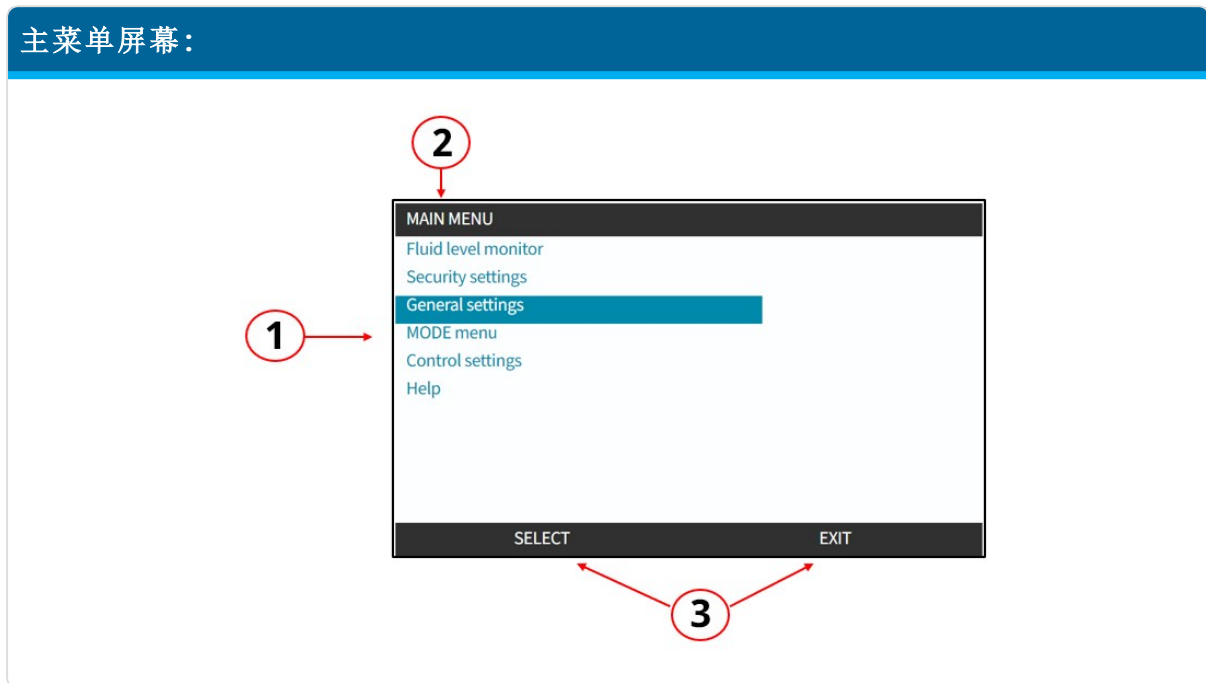 主菜单屏幕：
2
MAIN MENU
Fluid level monitor
Security settings
General settings
1
MODE menu
Control settings
Help
SELECT EXIT
3